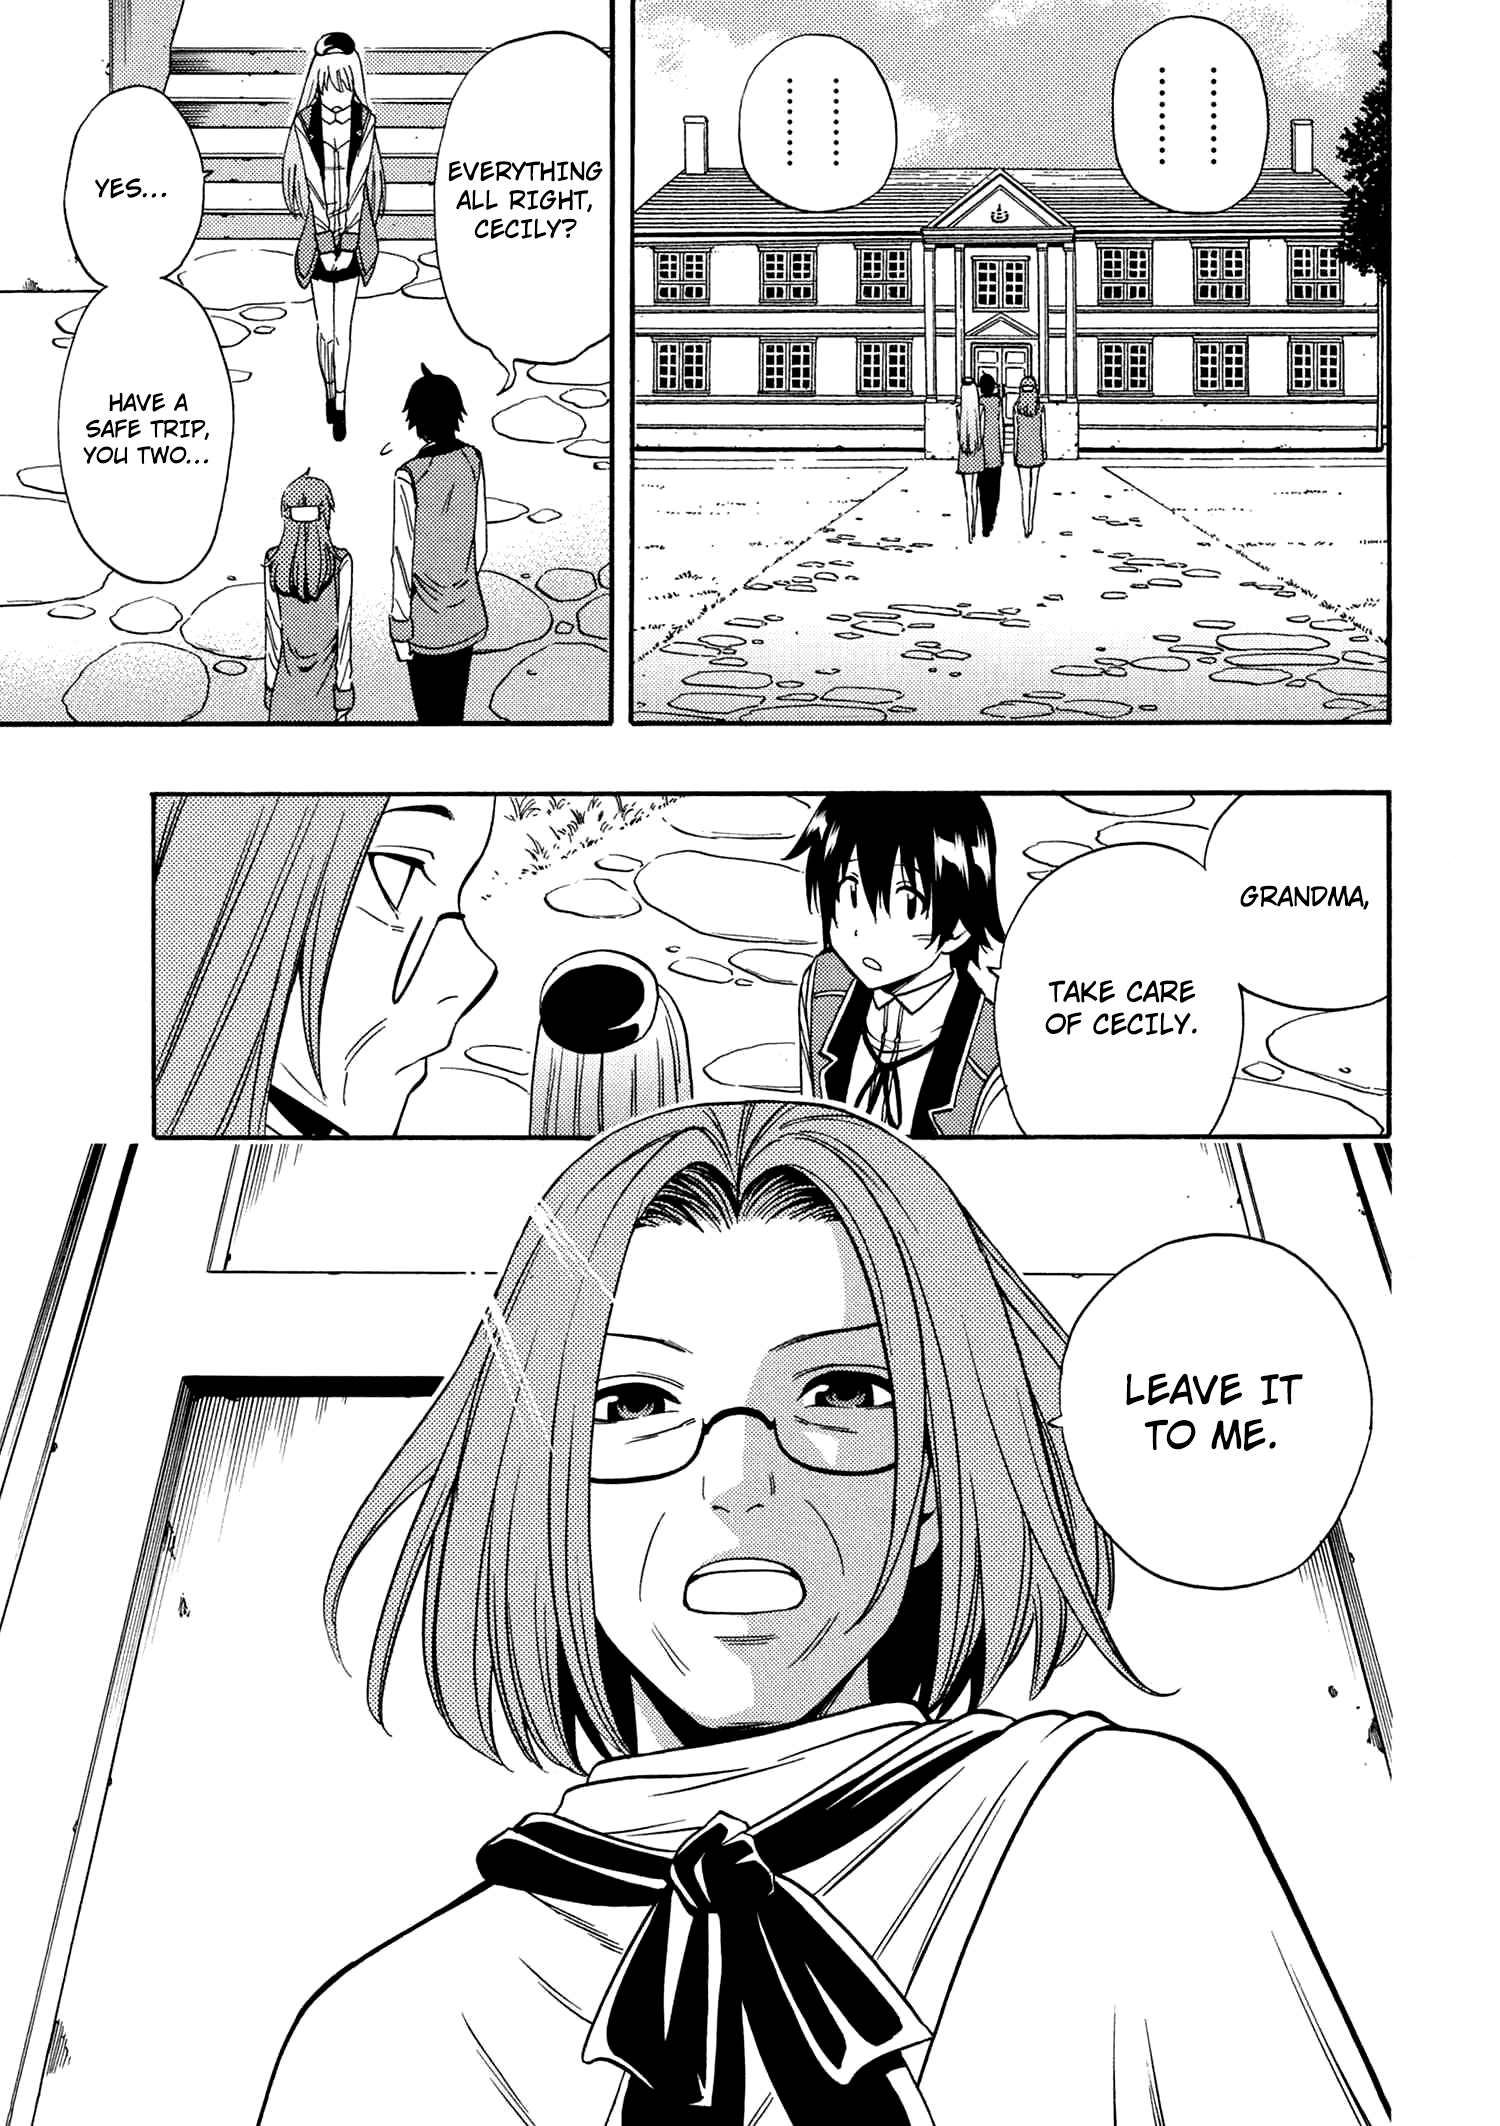 ......
......
......
......
EVERYTHING
ALL RIGHT,
CECILY?
YES...
HAVE A
SAFE TRIP,
YOU TWO...
GRANDMA,
TAKE CARE
OF CECILY.
LEAVE IT
TO ME.